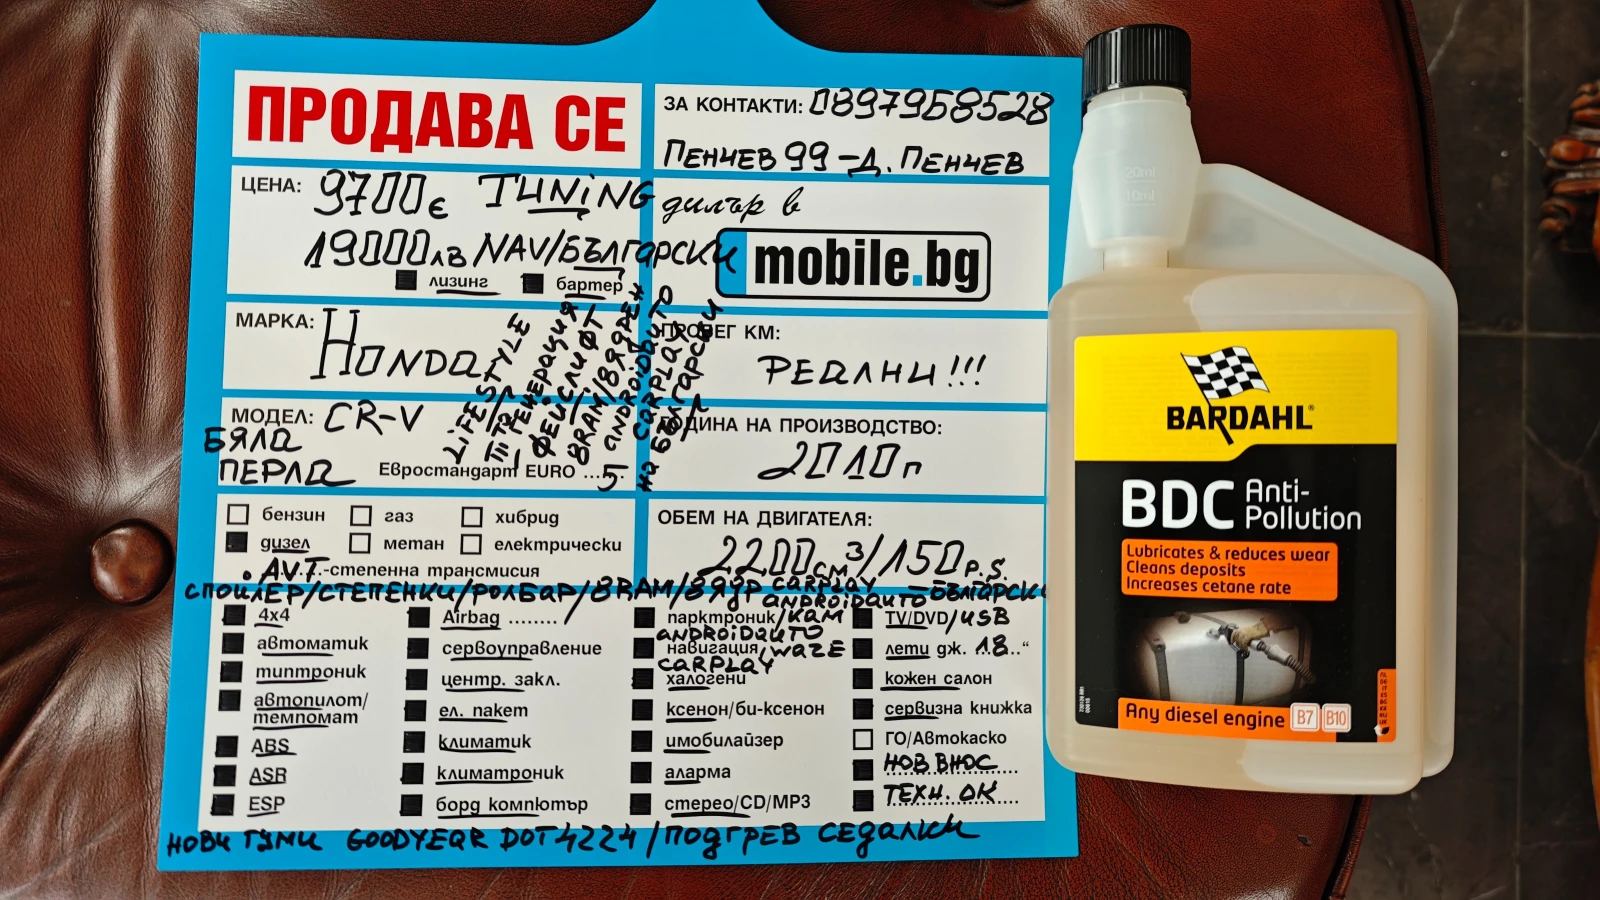 ПРОДАВА СЕ
ЗА КОНТАКТИ: 0897958528
ПЕНЧЕВ 99 – Д. ПЕНЧЕВ
ЦЕНА: 9700€ TUNiNG
19000лв NAV/БЪЛГАРСКИ
лизинг бартер
дилър в
mobile.bg
МАРКА: HONDA
LIFESTYLE
III ГЕНЕРАЦИЯ
ФЕЙСЛИФТ
8RAM/8ЯДРЕН
ANDROiDAUTO
CARPLAY
на БЪЛГАРСКИ
ПРОБЕГ КМ:
РЕАЛНИ!!!
МОДЕЛ: CR-V
БЯЛА
ПЕРЛА
Евростандарт EURO ..... 5
ГОДИНА НА ПРОИЗВОДСТВО:
2010г
бензин газ хибрид
дизел метан електрически
A.V.T.-степенна трансмисия
ОБЕМ НА ДВИГАТЕЛЯ:
2200см³/150P.S.
СПОЙЛЕР/СТЕПЕНКИ/РОЛБАР/8RAM/8ЯДР CARPLAY
ANDROiDAUTO-БЪЛГАРСКИ
4x4
автоматик
типтроник
автопилот/
темпомат
ABS
ASR
ESP
Airbag ........
сервоуправление
центр. закл.
ел. пакет
климатик
климатроник
борд компютър
парктроник/КАМ
ANDROiDAUTO
навигация/WAZE
CARPLAY
халогени
ксенон/би-ксенон
имобилайзер
аларма
стерео/CD/MP3
TV/DVD/USB
лети дж. .18...“
кожен салон
сервизна книжка
ГО/Автокаско
НОВ ВНОС
ТЕХН. ОК
НОВИ ГУМИ GOODYEAR DOT4224/ПОДГРЕВ СЕДАЛКИ
20ml
10ml
BARDAHL®
BDC Anti-
Pollution
Lubricates & reduces wear
Cleans deposits
Increases cetane rate
Any diesel engine B7 B10